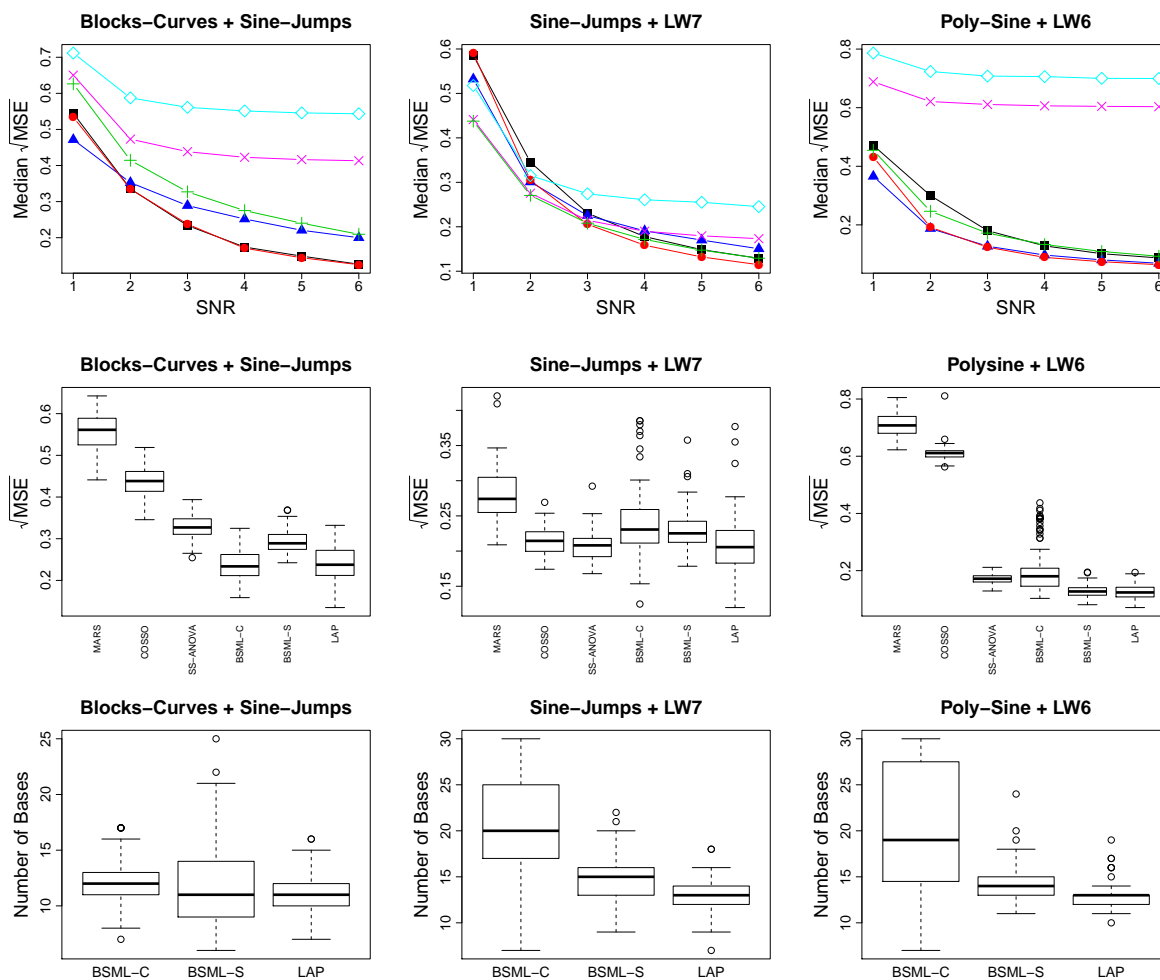 Blocks−Curves + Sine−Jumps
Median √MSE
0.7
0.6
0.5
0.4
0.3
0.2
1 2 3 4 5 6
SNR
Sine−Jumps + LW7
Median √MSE
0.6
0.5
0.4
0.3
0.2
0.1
1 2 3 4 5 6
SNR
Poly−Sine + LW6
Median √MSE
0.8
0.6
0.4
0.2
1 2 3 4 5 6
SNR
Blocks−Curves + Sine−Jumps
√MSE
0.6
0.5
0.4
0.3
0.2
MARS
COSSO
SS−ANOVA
BSML−C
BSML−S
LAP
Sine−Jumps + LW7
√MSE
0.35
0.25
0.15
MARS
COSSO
SS−ANOVA
BSML−C
BSML−S
LAP
Polysine + LW6
√MSE
0.8
0.6
0.4
0.2
MARS
COSSO
SS−ANOVA
BSML−C
BSML−S
LAP
Blocks−Curves + Sine−Jumps
Number of Bases
25
20
15
10
BSML−C BSML−S LAP
Sine−Jumps + LW7
Number of Bases
30
25
20
15
10
BSML−C BSML−S LAP
Poly−Sine + LW6
Number of Bases
30
25
20
15
10
BSML−C BSML−S LAP